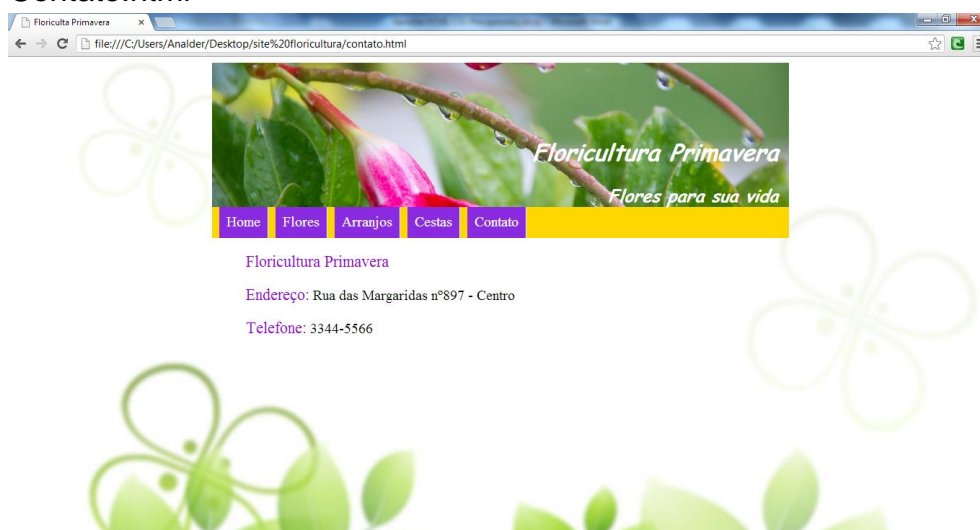 Contato.html
Floriculta Primavera
file:///C:/Users/Analder/Desktop/site%20floricultura/contato.html
Floricultura Primavera
Flores para sua vida
Home Flores Arranjos Cestas Contato
Floricultura Primavera
Endereço: Rua das Margaridas nº897 - Centro
Telefone: 3344-5566